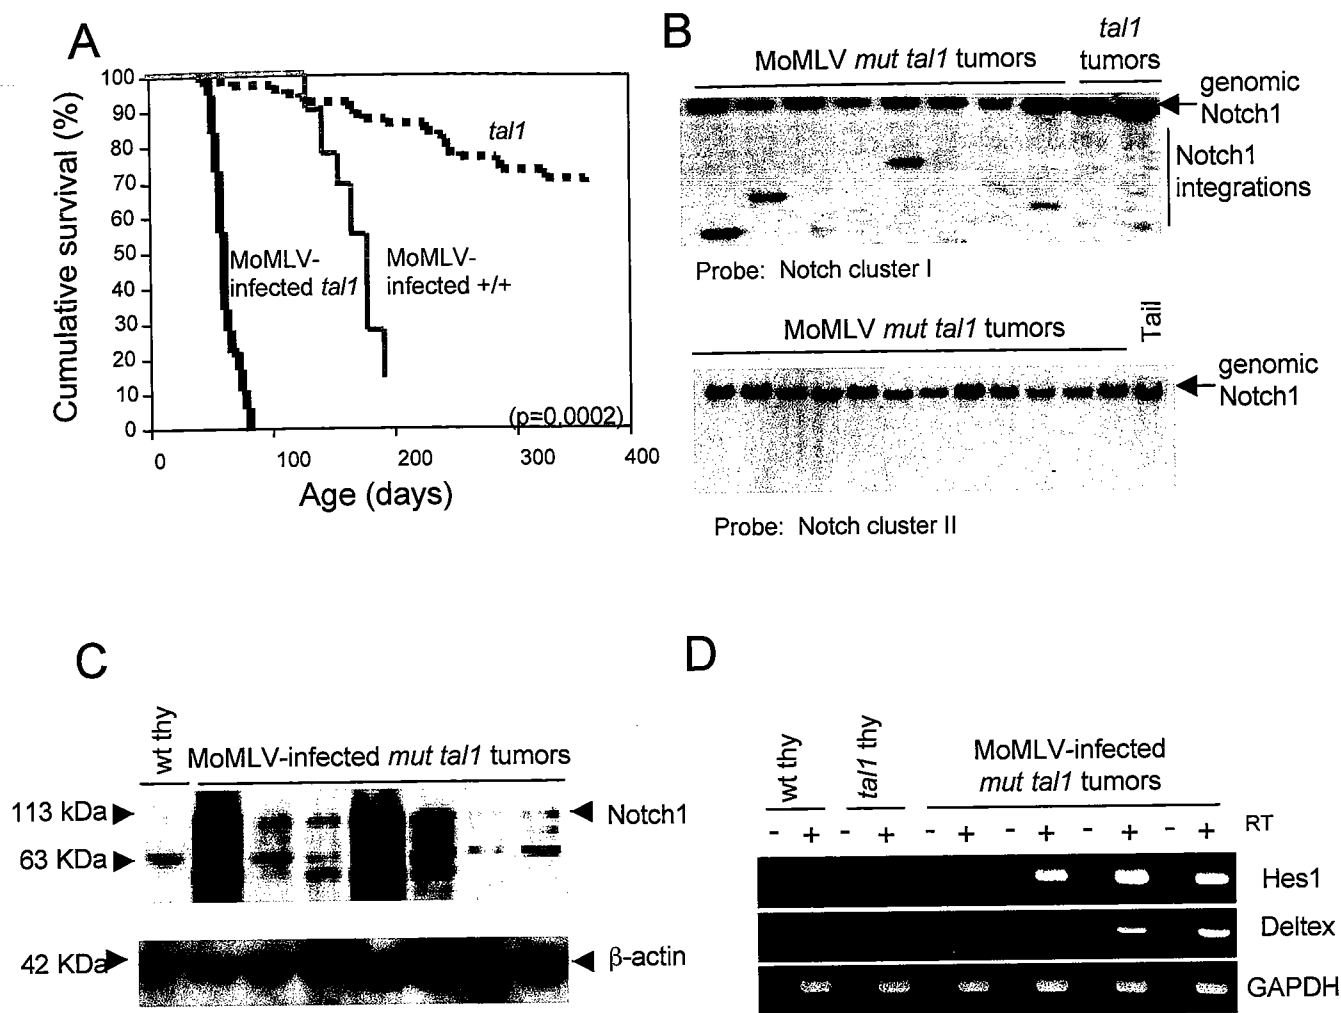 A
100
90
80
70
60
50
40
30
20
10
0
Cumulative survival (%)
tal1
MoMLV-
infected tal1
MoMLV-
infected +/+
(p=0.0002)
0 100 200 300 400
Age (days)
B
MoMLV mut tal1 tumors
tal1
tumors
genomic
Notch1
Notch1
integrations
Probe: Notch cluster I
MoMLV mut tal1 tumors
Tail
genomic
Notch1
Probe: Notch cluster II
C
wt thy
MoMLV-infected mut tal1 tumors
113 kDa
Notch1
63 KDa
42 KDa
β-actin
D
wt thy
tal1 thy
MoMLV-infected
mut tal1 tumors
- + - + - + - + - + - + RT
Hes1
Deltex
GAPDH